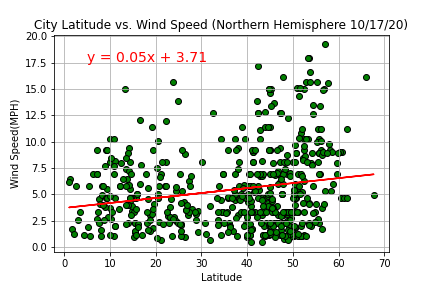 City Latitude vs. Wind Speed (Northern Hemisphere 10/17/20)
20.0
y = 0.05x + 3.71
17.5
15.0
12.5
10.0
7.5
5.0
2.5
0.0
Wind Speed(MPH)
0 10 20 30 40 50 60 70
Latitude